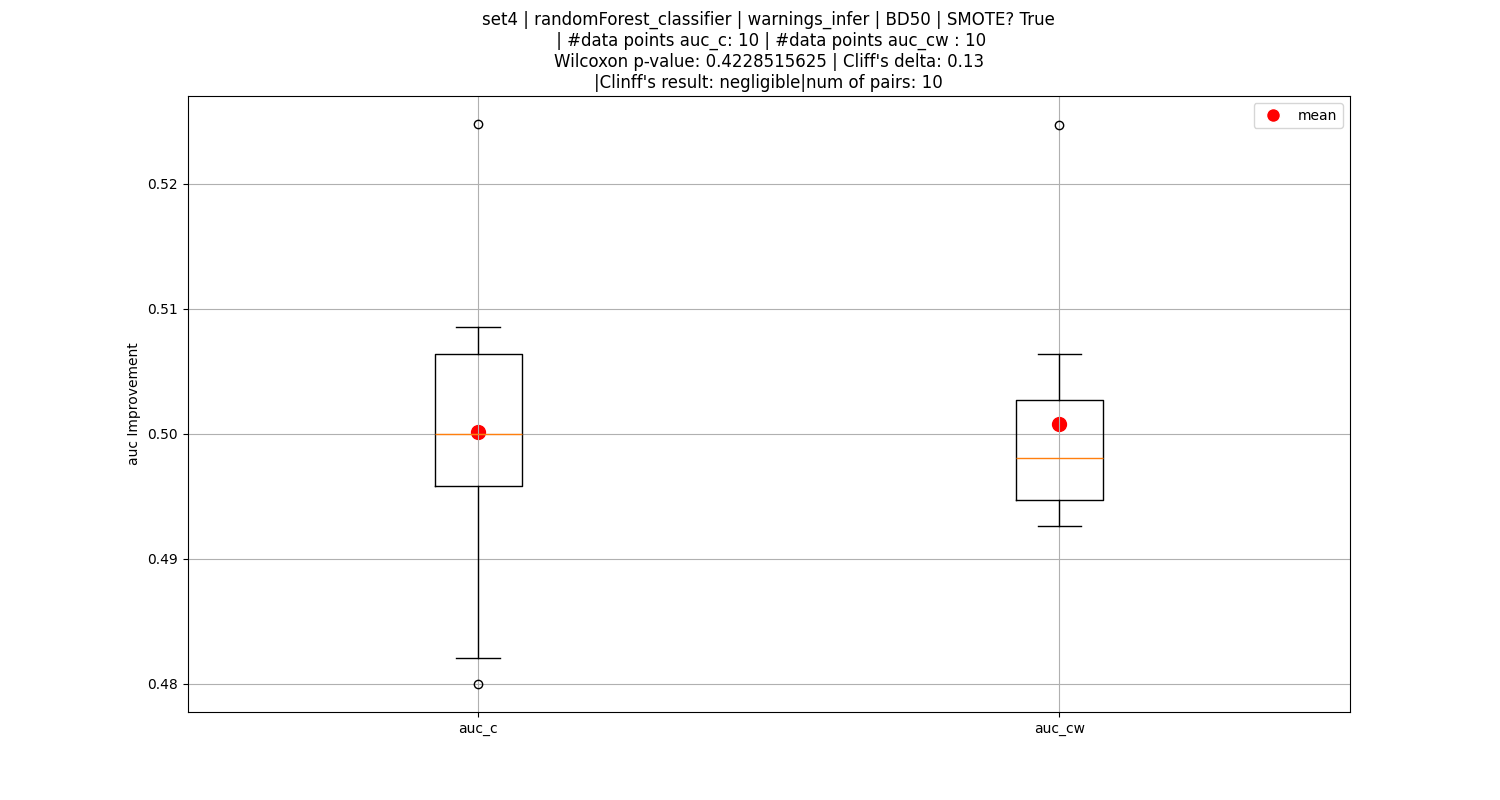 set4 | randomForest_classifier | warnings_infer | BD50 | SMOTE? True
| #data points auc_c: 10 | #data points auc_cw : 10
Wilcoxon p-value: 0.4228515625 | Cliff's delta: 0.13
|Clinff's result: negligible|num of pairs: 10
mean
0.52
0.51
0.50
0.49
0.48
auc Improvement
auc_c
auc_cw